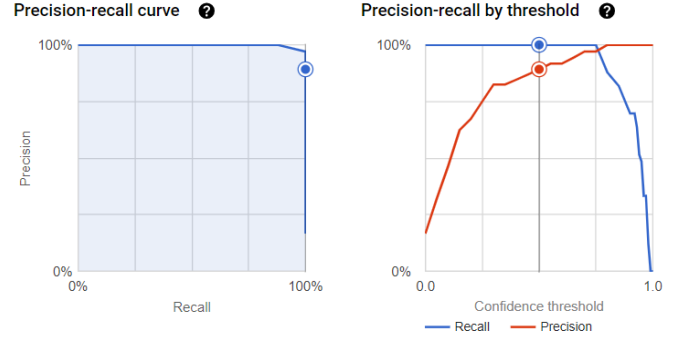 Precision-recall curve ?
100%
Precision
0%
0%
100%
Recall
Precision-recall by threshold ?
100%
0%
0.0
1.0
Confidence threshold
Recall
Precision